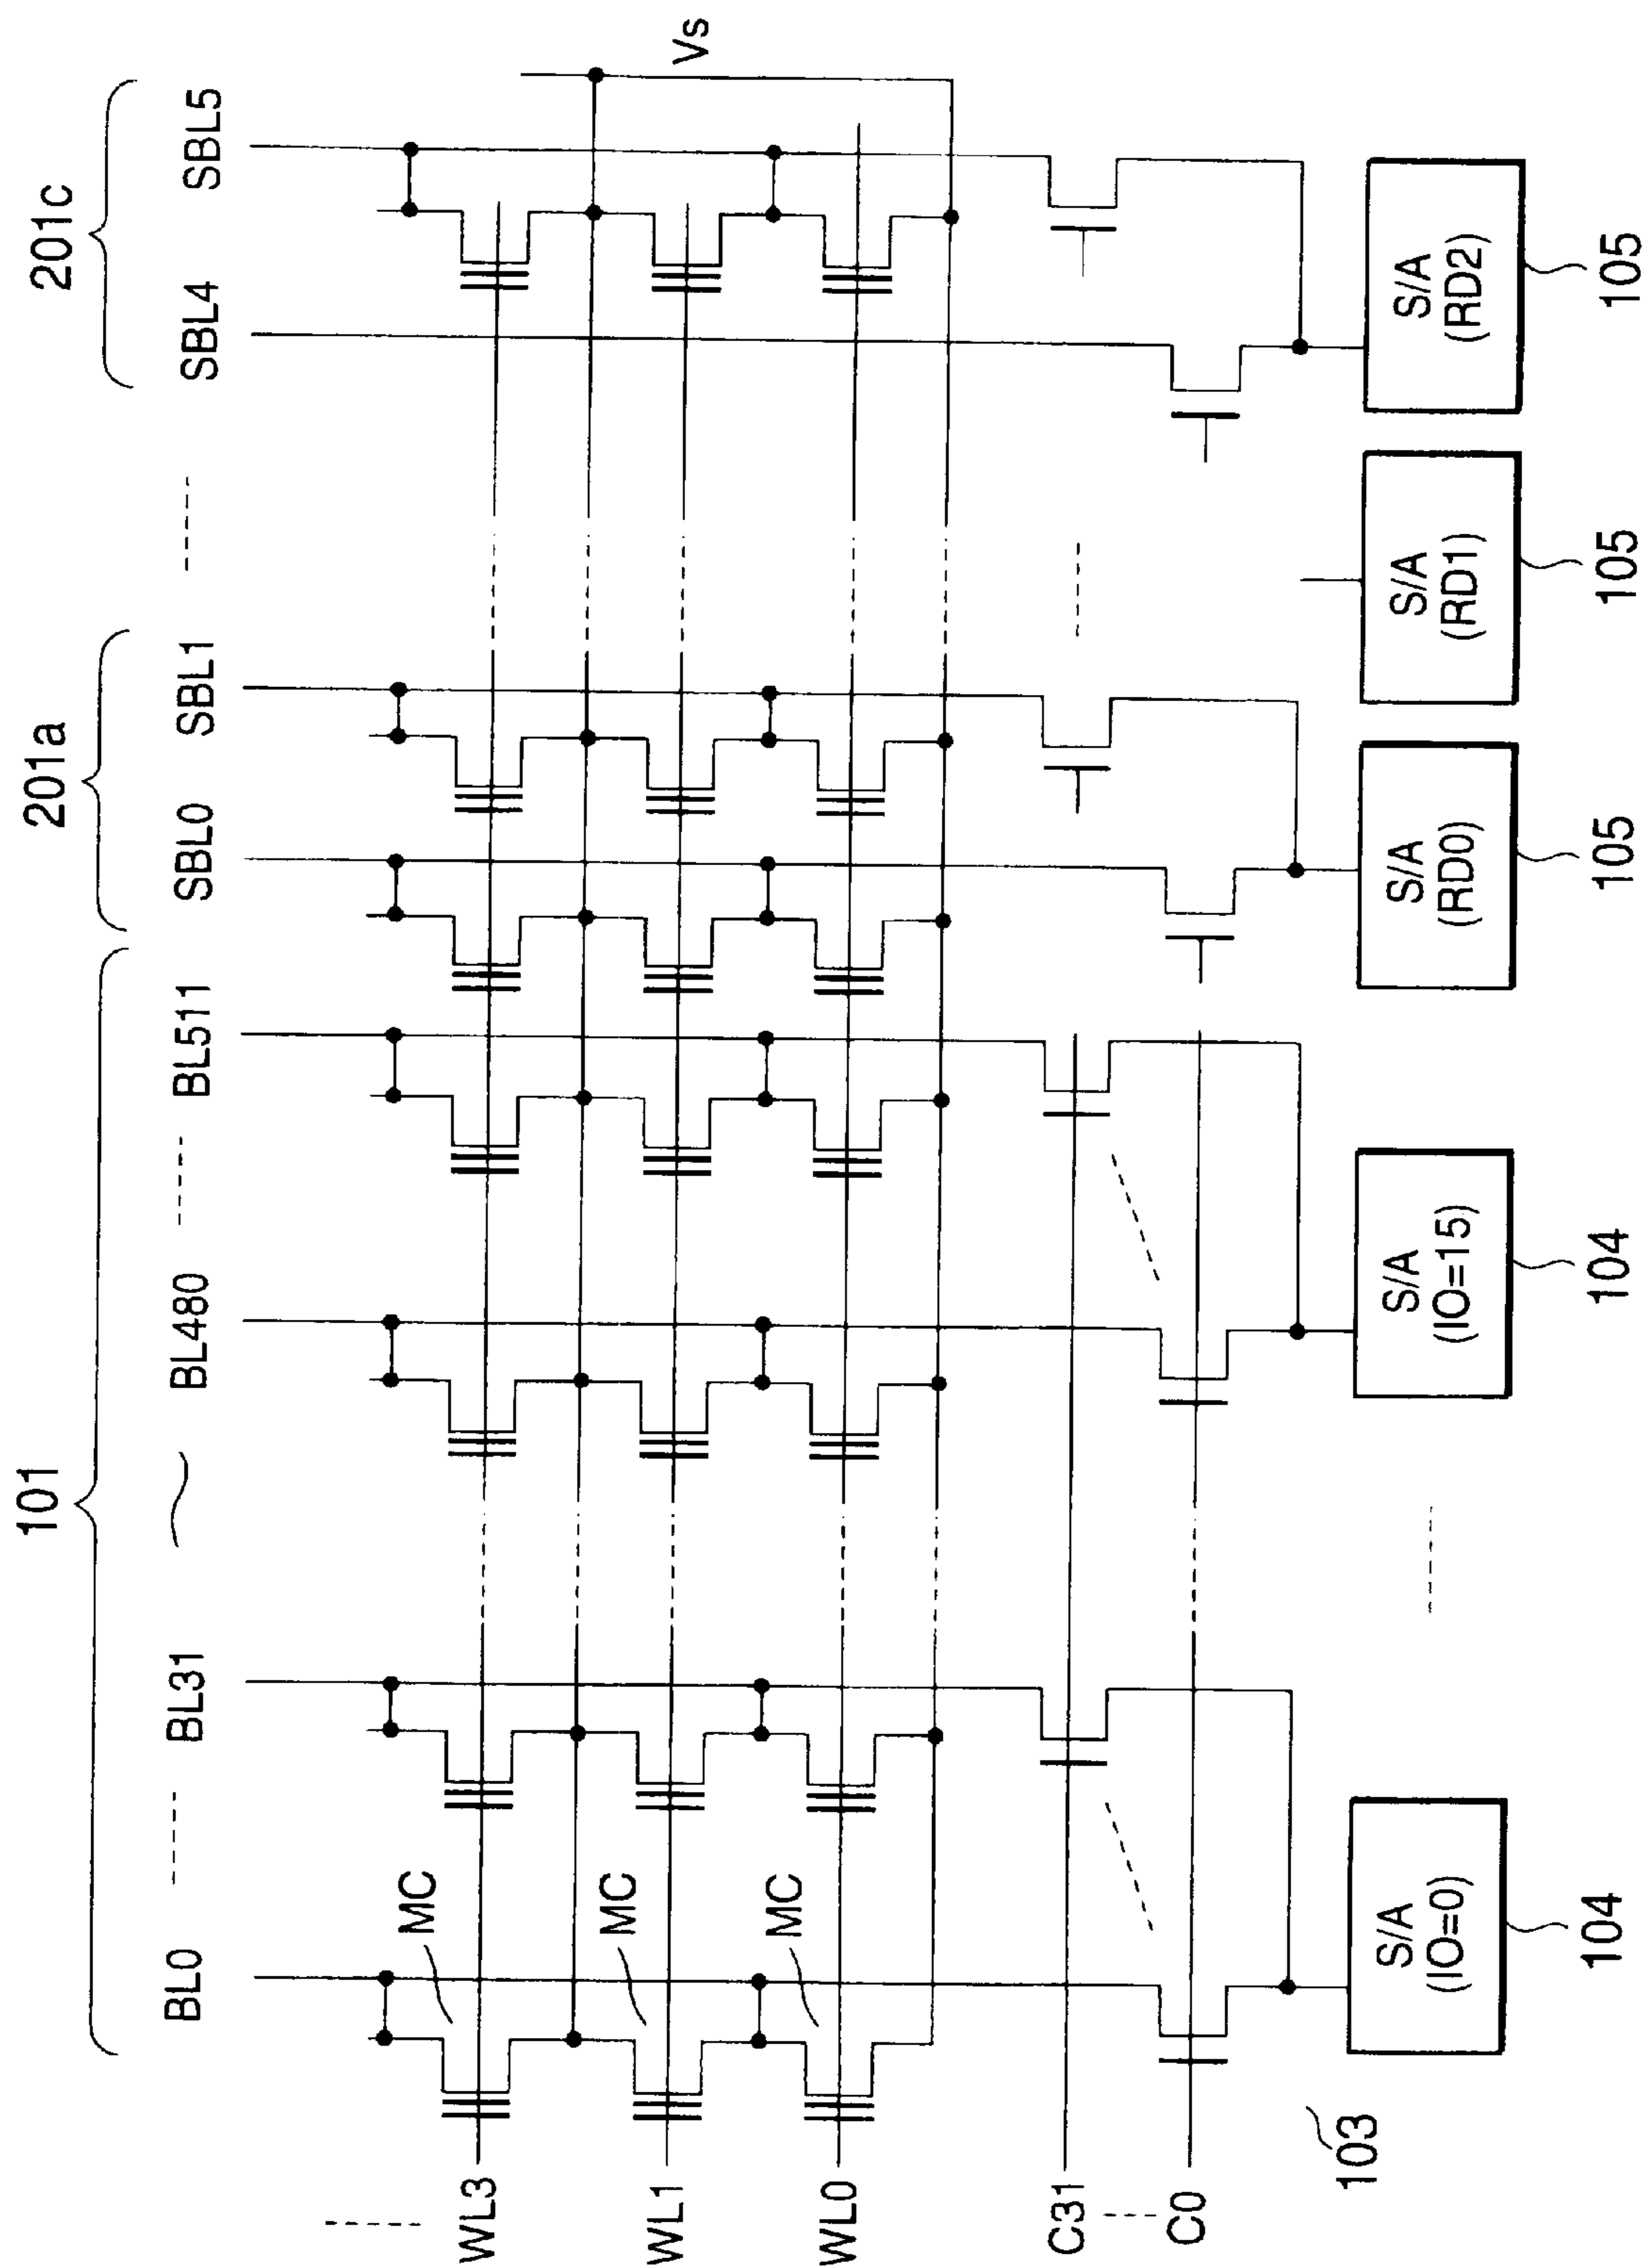 101
201a
201c
BL0
BL31
BL480
BL511
SBL0
SBL1
SBL4
SBL5
Vs
MC
MC
MC
WL3
WL1
WL0
C31
C0
103
S/A
(IO=0)
104
S/A
(IO=15)
104
S/A
(RD0)
105
S/A
(RD1)
105
S/A
(RD2)
105